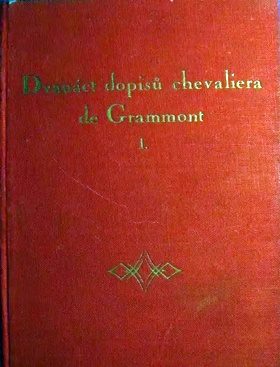 Dvanáct dopisů chevaliera
de Grammont
I.